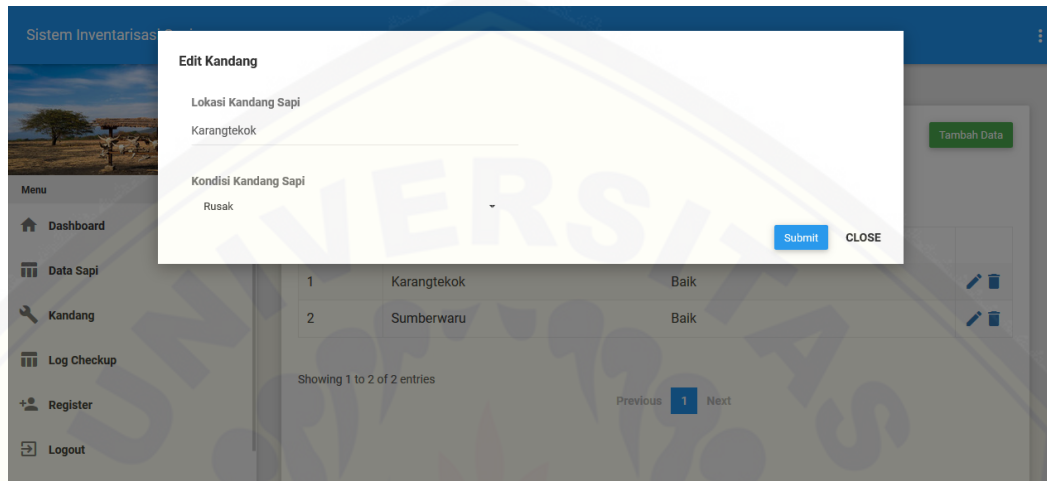 Sistem Inventarisasi
Edit Kandang
Lokasi Kandang Sapi
Karangtekok
Kondisi Kandang Sapi
Rusak
Submit CLOSE
Tambah Data
Menu
Dashboard
Data Sapi
Kandang
Log Checkup
Register
Logout
1 Karangtekok Baik
2 Sumberwaru Baik
Showing 1 to 2 of 2 entries
Previous 1 Next
UNIVERSITAS